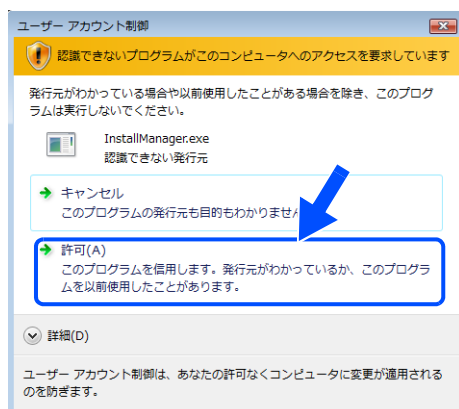 ユーザー アカウント制御
認識できないプログラムがこのコンピュータへのアクセスを要求しています
発行元がわかっている場合や以前使用したことがある場合を除き、このプログ
ラムは実行しないでください。
InstallManager.exe
認識できない発行元
キャンセル
このプログラムの発行元も目的もわかりません
許可(A)
このプログラムを信用します。発行元がわかっているか、このプログラ
ムを以前使用したことがあります。
詳細(D)
ユーザー アカウント制御は、あなたの許可なくコンピュータに変更が適用される
のを防ぎます。